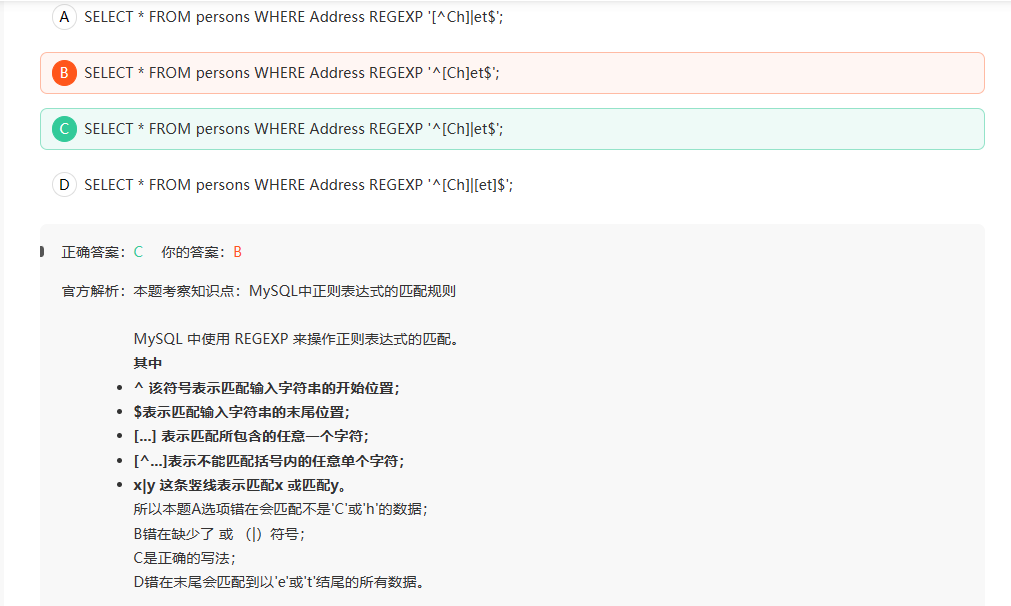 A SELECT * FROM persons WHERE Address REGEXP '[^Ch]|et$';
B SELECT * FROM persons WHERE Address REGEXP '^[Ch]et$';
C SELECT * FROM persons WHERE Address REGEXP '^[Ch]|et$';
D SELECT * FROM persons WHERE Address REGEXP '^[Ch]|[et]$';
正确答案：C 你的答案：B
官方解析：本题考察知识点：MySQL中正则表达式的匹配规则
MySQL 中使用 REGEXP 来操作正则表达式的匹配。
其中
• ^ 该符号表示匹配输入字符串的开始位置；
• $表示匹配输入字符串的末尾位置；
• [...] 表示匹配所包含的任意一个字符；
• [^...]表示不能匹配括号内的任意单个字符；
• x|y 这条竖线表示匹配x 或匹配y。
所以本题A选项错在会匹配不是'C'或'h'的数据；
B错在缺少了 或 （|）符号；
C是正确的写法；
D错在末尾会匹配到以'e'或't'结尾的所有数据。